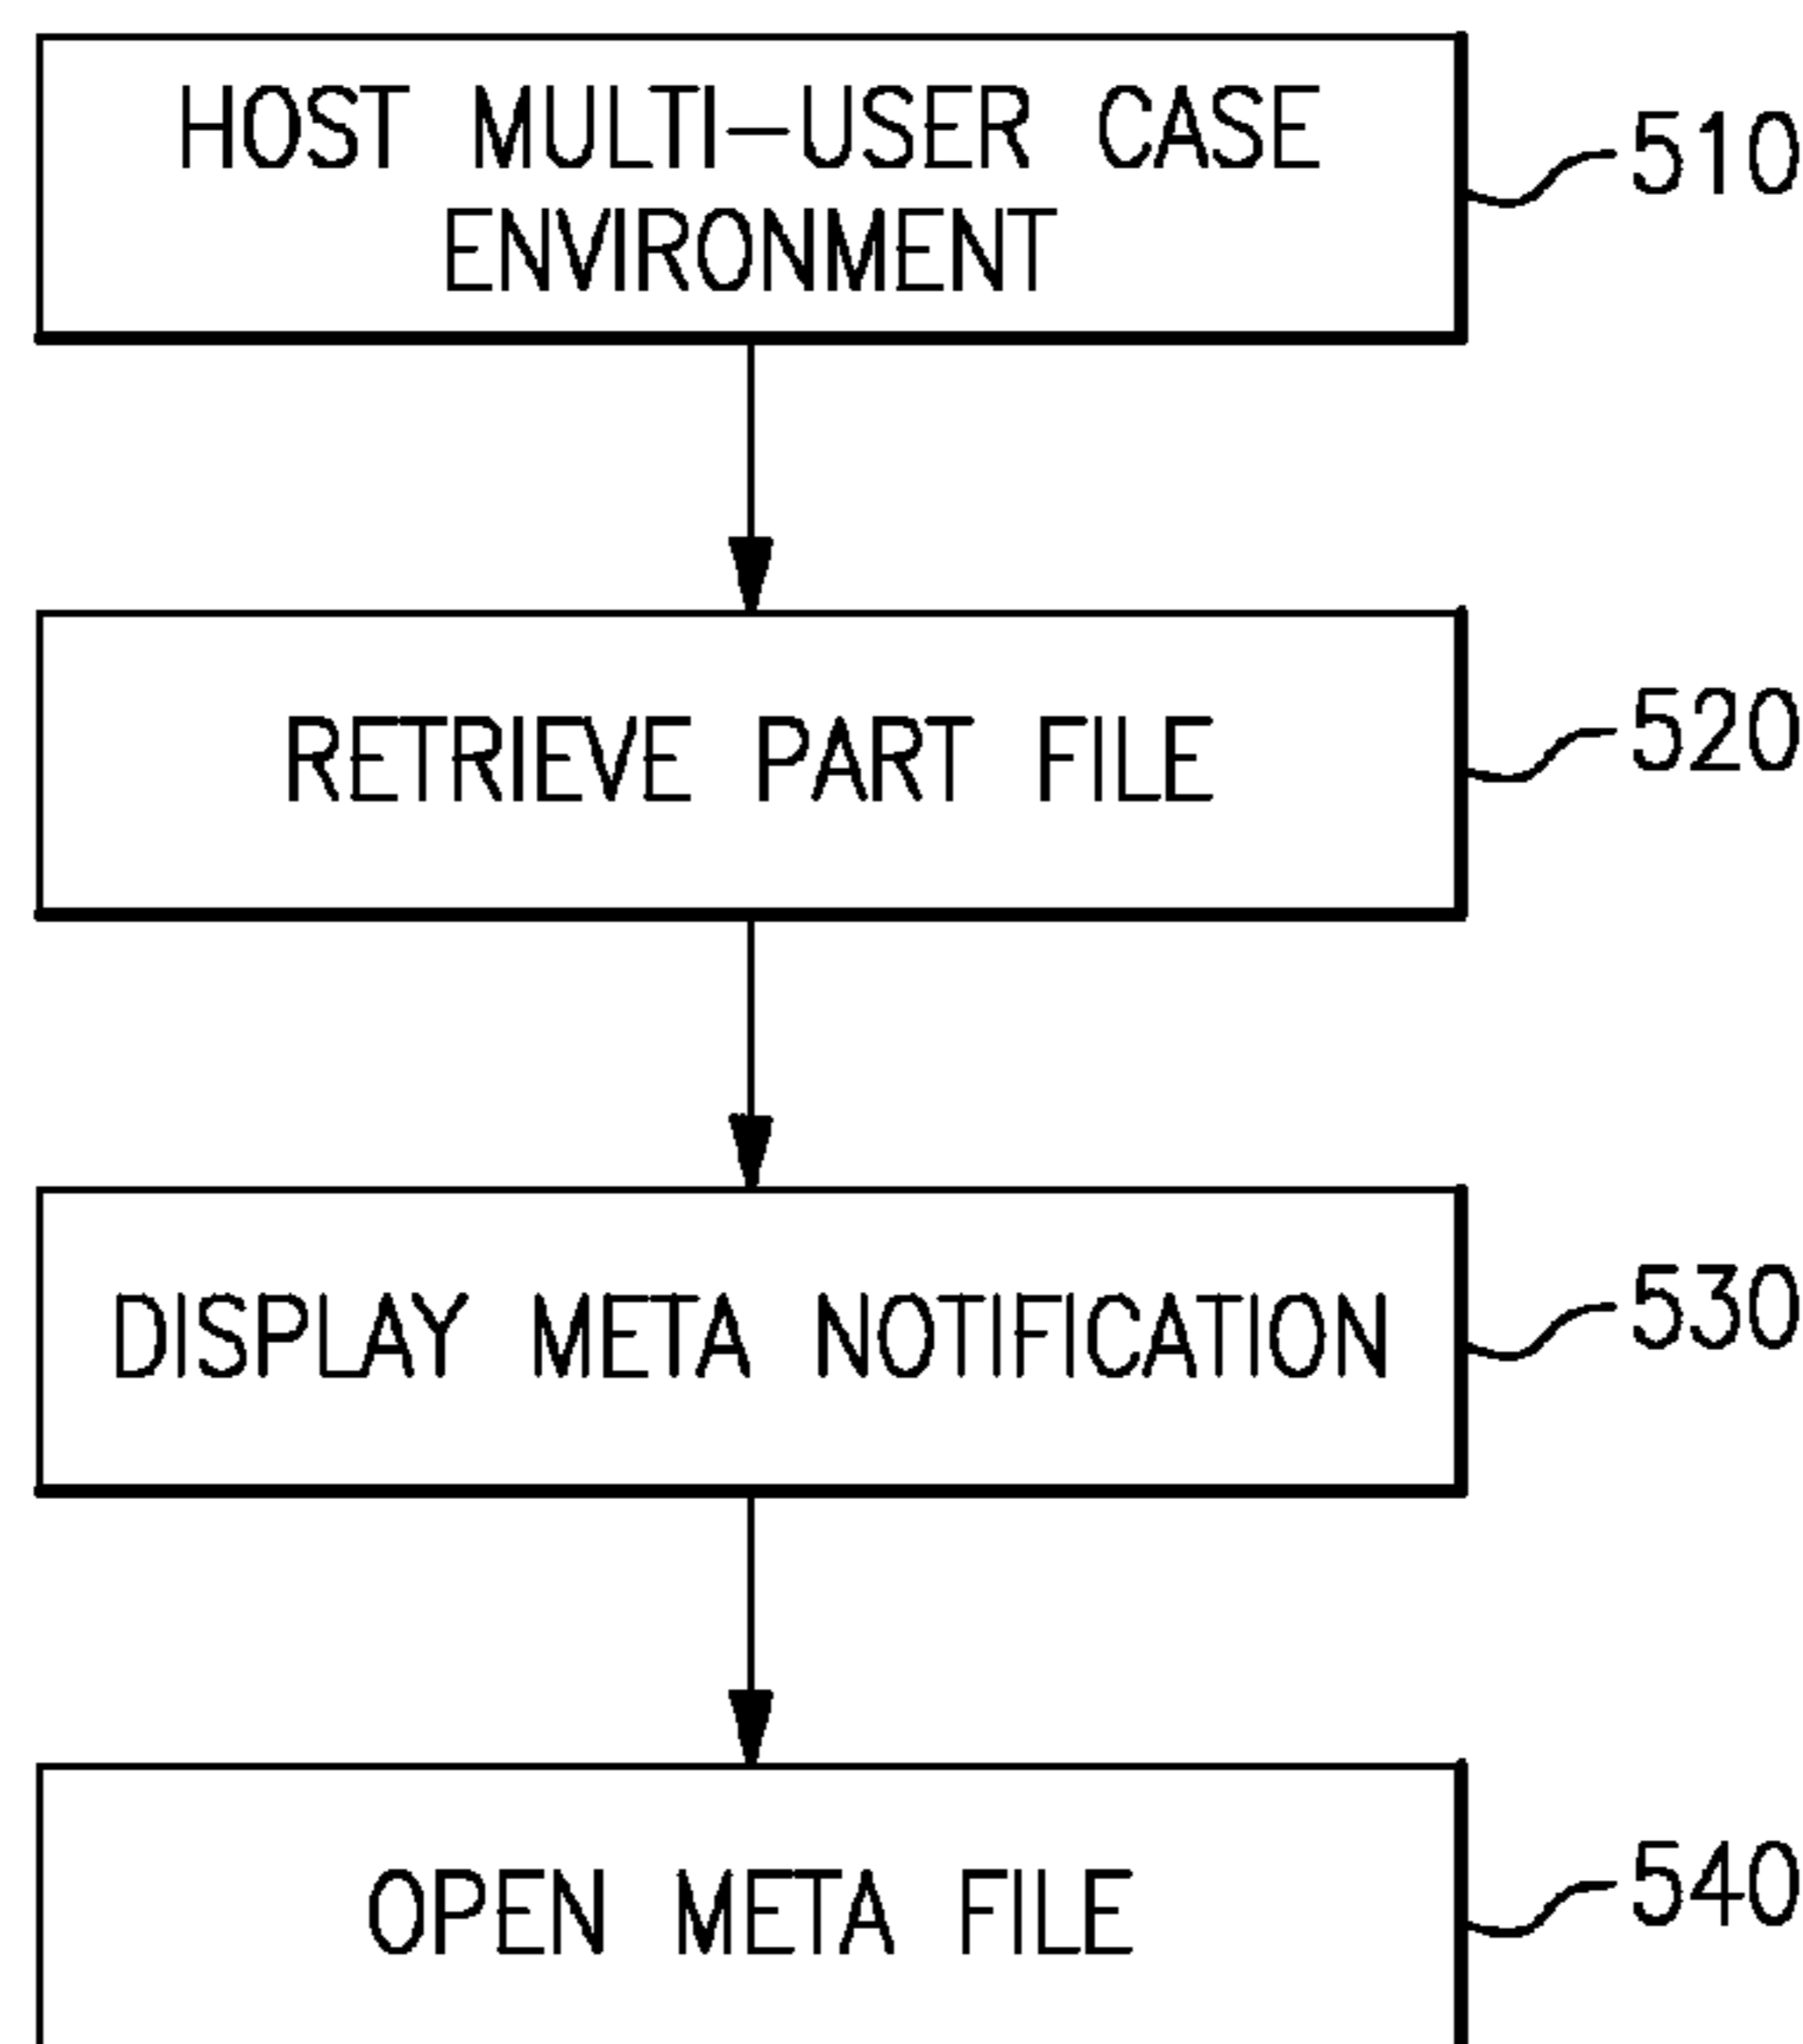 HOST MULTI-USER CASE
ENVIRONMENT
510
RETRIEVE PART FILE
520
DISPLAY META NOTIFICATION
530
OPEN META FILE
540